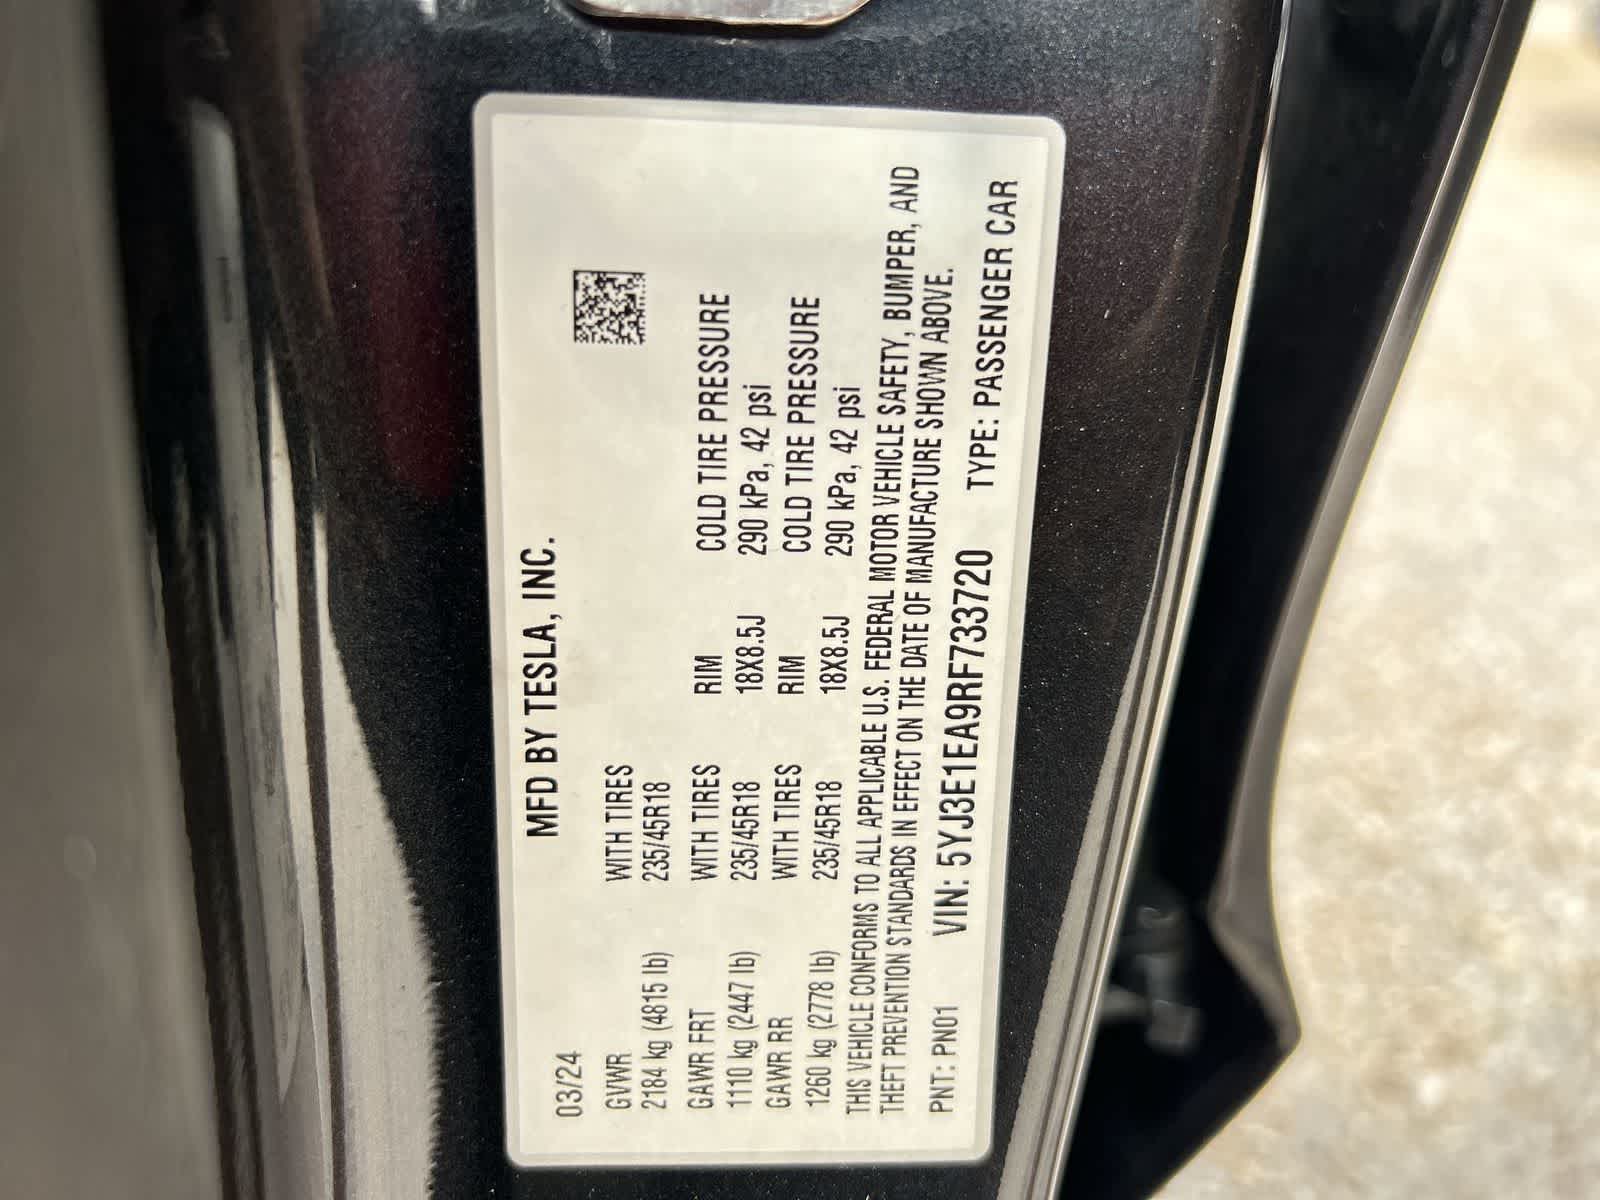 MFD BY TESLA, INC.
03/24
GVWR WITH TIRES
2184 kg (4815 lb) 235/45R18
GAWR FRT WITH TIRES RIM COLD TIRE PRESSURE
1110 kg (2447 lb) 235/45R18 18X8.5J 290 kPa, 42 psi
GAWR RR WITH TIRES RIM COLD TIRE PRESSURE
1260 kg (2778 lb) 235/45R18 18X8.5J 290 kPa, 42 psi
THIS VEHICLE CONFORMS TO ALL APPLICABLE U.S. FEDERAL MOTOR VEHICLE SAFETY, BUMPER, AND
THEFT PREVENTION STANDARDS IN EFFECT ON THE DATE OF MANUFACTURE SHOWN ABOVE.
PNT: PN01 VIN: 5YJ3E1EA9RF733720 TYPE: PASSENGER CAR